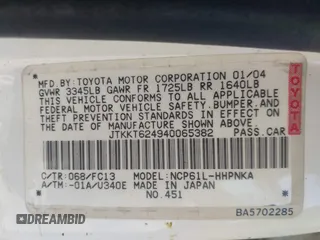 MFD.BY:TOYOTA MOTOR CORPORATION 01/04
GVWR 3345LB GAWR FR 1725LB RR 1640LB
THIS VEHICLE CONFORMS TO ALL APPLICABLE
FEDERAL MOTOR VEHICLE SAFETY,BUMPER,AND
THEFT PREVENTION STANDARDS IN EFFECT ON
THE DATE OF MANUFACTURE SHOWN ABOVE.
JTKKT624940065382 PASS.CAR
TOYOTA
C/TR:068/FC13 MODEL:NCP61L-HHPNKA
A/TM:-01A/U340E MADE IN JAPAN
NO.451
BA5702285